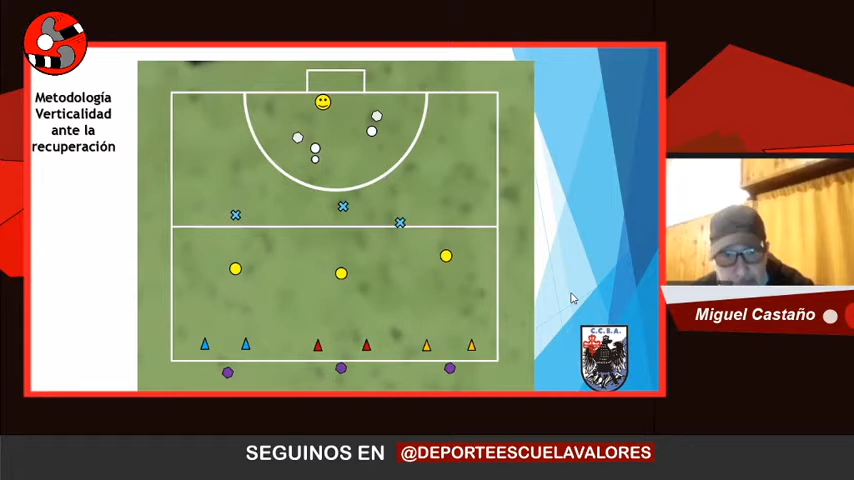 Metodología
Verticalidad
ante la
recuperación
C.C.B.A.
Miguel Castaño
SEGUINOS EN @DEPORTEESCUELAVALORES